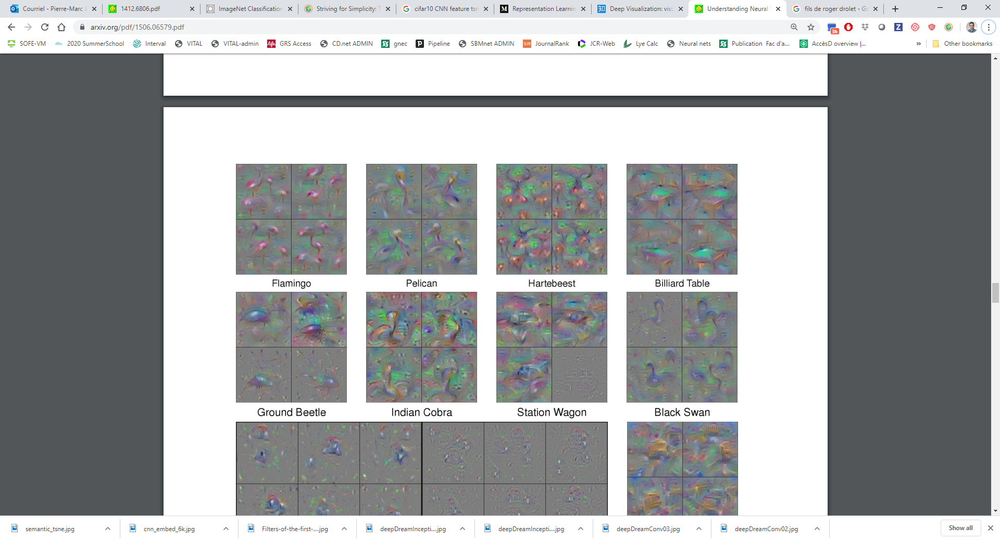 Courriel - Pierre-Marc J
1412.6806.pdf
ImageNet Classification
Striving for Simplicity: T
cifar10 CNN feature tsn
Representation Learnin
Deep Visualization: visu
Understanding Neural
fils de roger drolet - Go
arxiv.org/pdf/1506.06579.pdf
3h
SOFE-VM
2020 SummerSchool
Interval
VITAL
VITAL-admin
GRS Access
CD.net ADMIN
gnec
Pipeline
SBMnet ADMIN
JournalRank
JCR-Web
Lye Calc
Neural nets
Publication Fac d'a...
AccèsD overview |...
Other bookmarks
Flamingo
Pelican
Hartebeest
Billiard Table
Ground Beetle
Indian Cobra
Station Wagon
Black Swan
semantic_tsne.jpg
cnn_embed_6k.jpg
Filters-of-the-first-....jpg
deepDreamIncepti....jpg
deepDreamIncepti....jpg
deepDreamConv03.jpg
deepDreamConv02.jpg
Show all